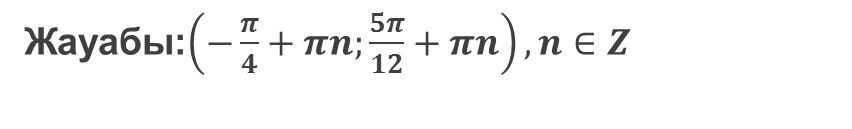 Жауабы: (−π/4 + πn; 5π/12 + πn), n ∈ Z